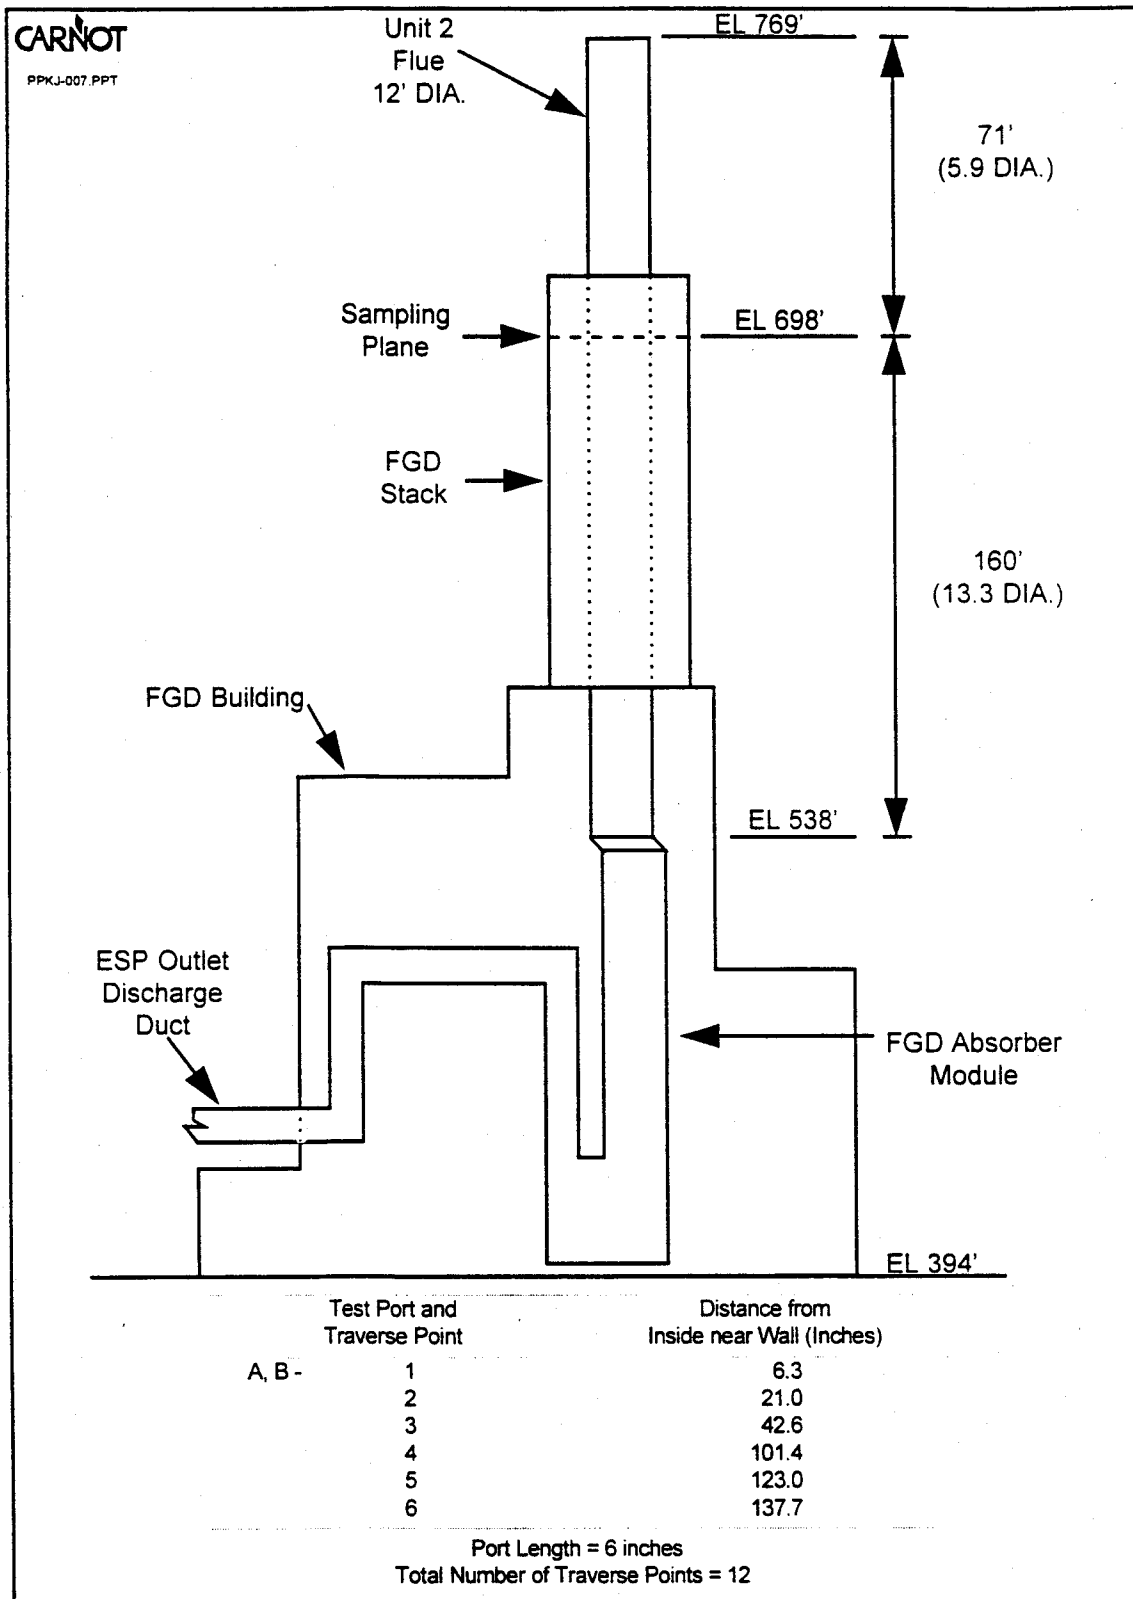 CARNOT
PPKJ-007.PPT
Unit 2
Flue
12' DIA.
EL 769'
71'
(5.9 DIA.)
Sampling
Plane
EL 698'
FGD
Stack
160'
(13.3 DIA.)
FGD Building
EL 538'
ESP Outlet
Discharge
Duct
FGD Absorber
Module
EL 394'
Test Port and Distance from
Traverse Point Inside near Wall (Inches)
A, B - 1 6.3
2 21.0
3 42.6
4 101.4
5 123.0
6 137.7
Port Length = 6 inches
Total Number of Traverse Points = 12